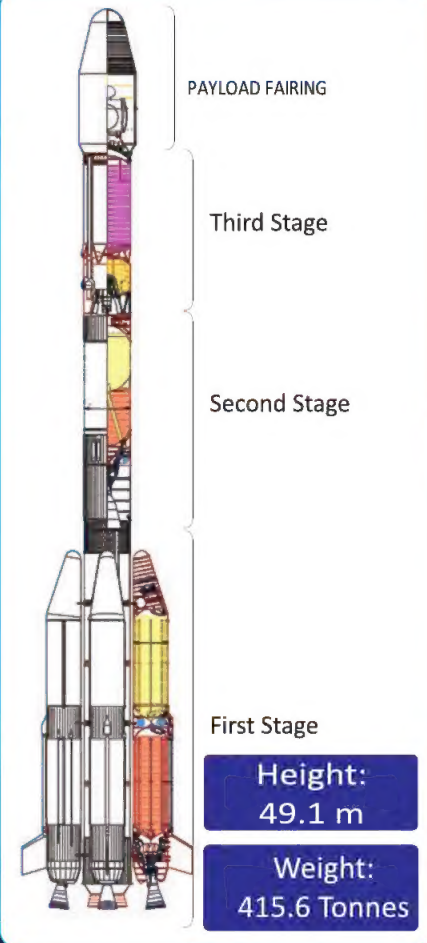 PAYLOAD FAIRING
Third Stage
Second Stage
First Stage
Height:
49.1 m
Weight:
415.6 Tonnes